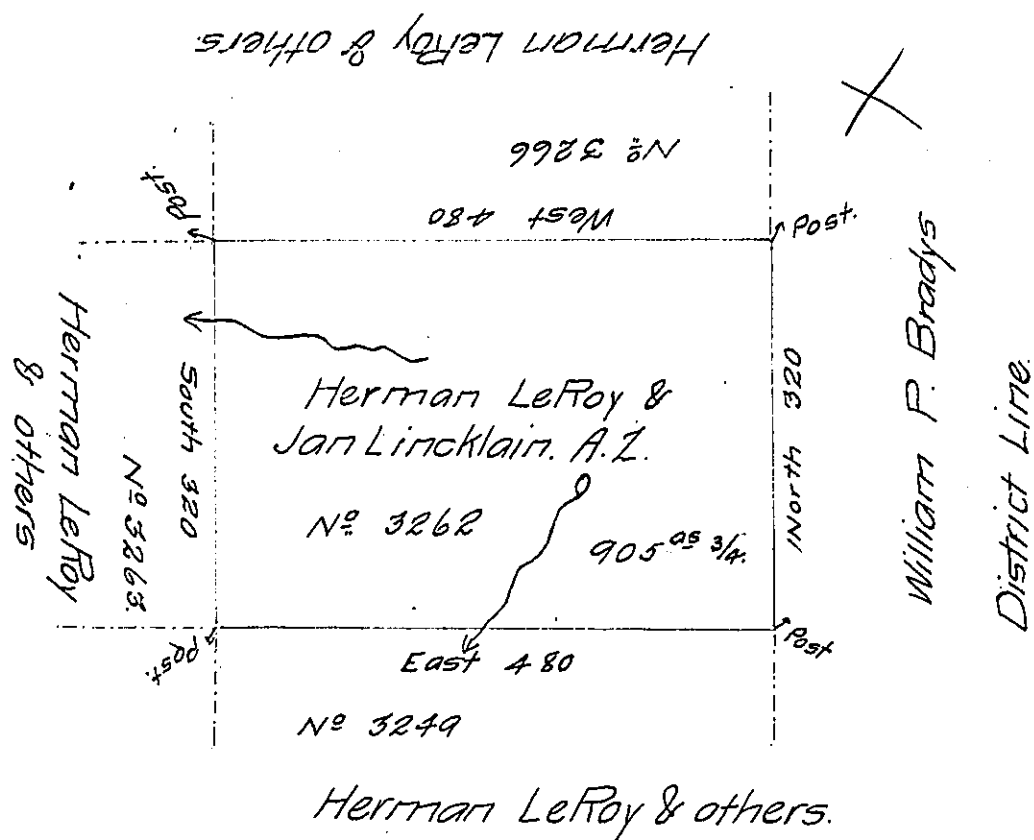 Herman LeRoy & others.
Nº 3266
West 480
Post.
Post.
Herman LeRoy
& others
Nº 3263.
South 320
Herman LeRoy &
Jan Lincklain. A.Z.
Nº 3262
905 as 3/4.
North 320
William P. Bradys
District Line.
Post.
East 480
Post
Nº 3249
Herman LeRoy & others.